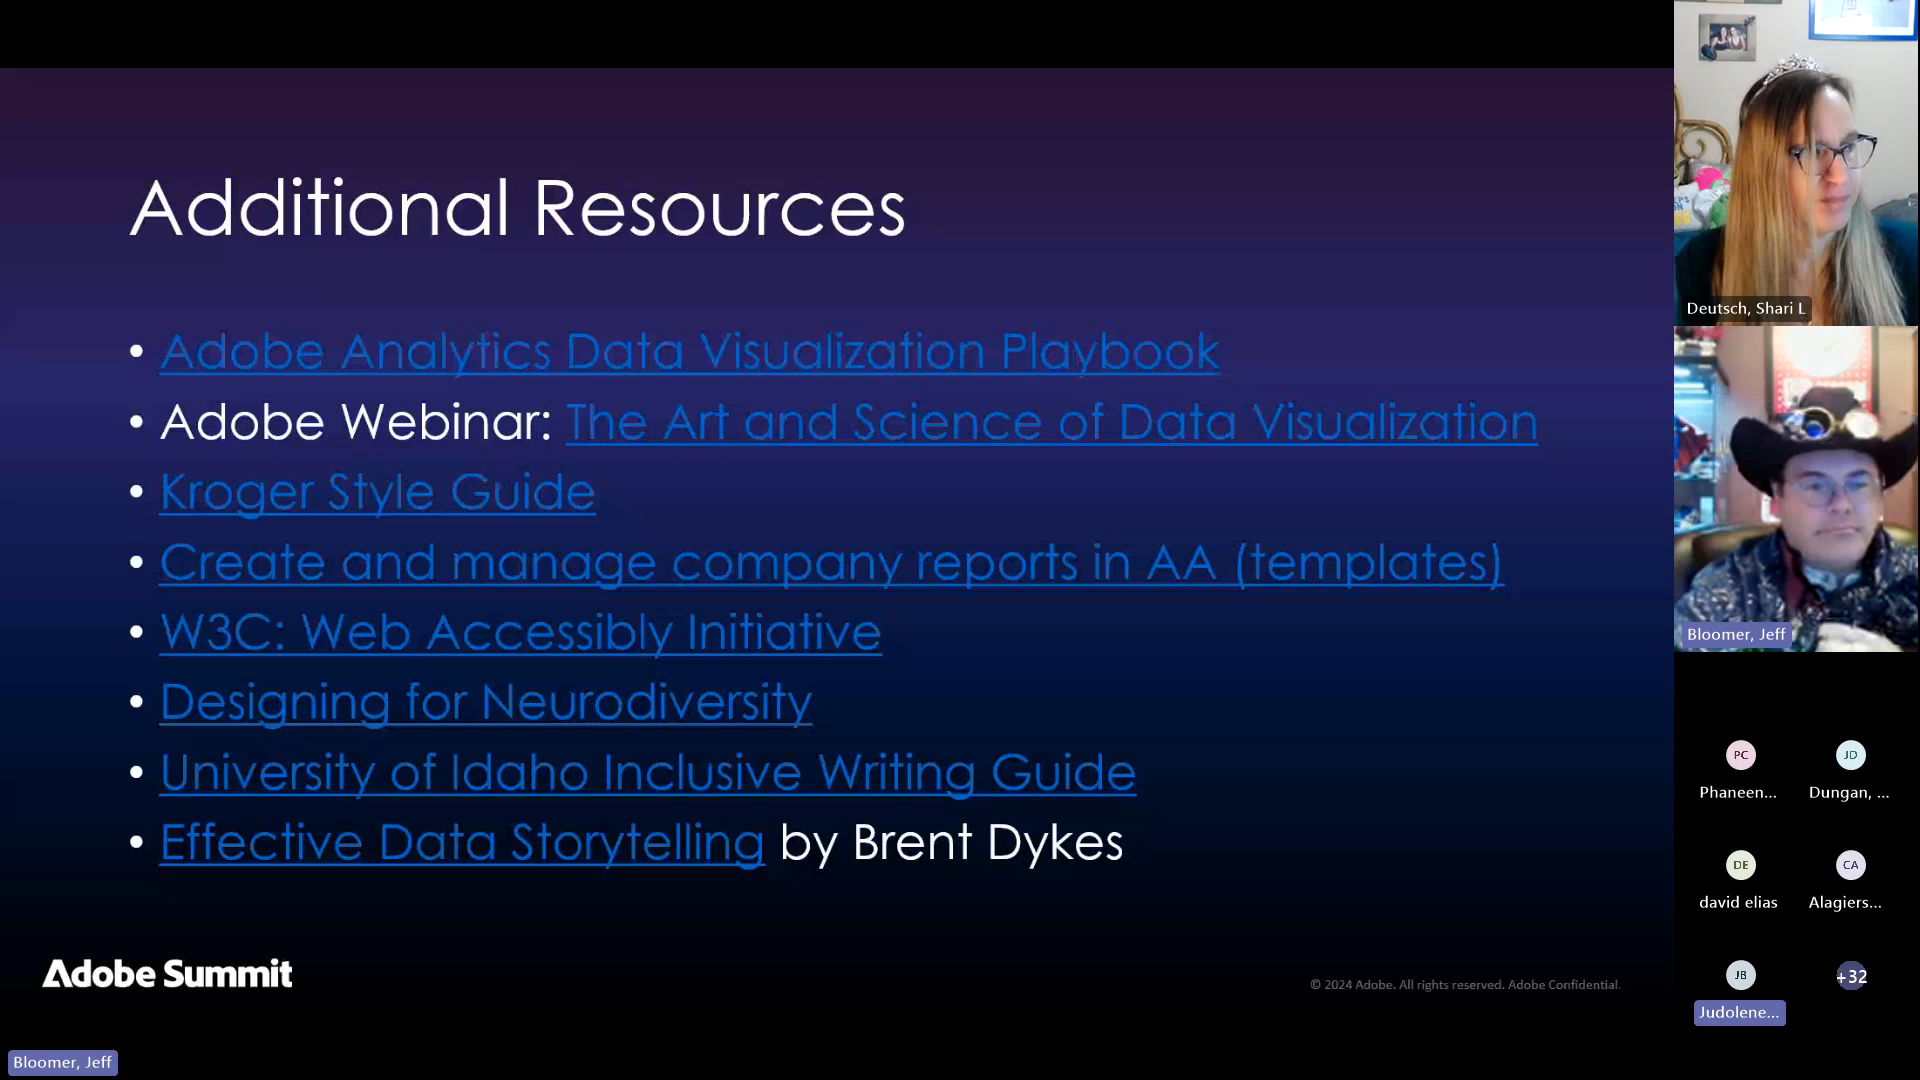 Additional Resources
• Adobe Analytics Data Visualization Playbook
• Adobe Webinar: The Art and Science of Data Visualization
• Kroger Style Guide
• Create and manage company reports in AA (templates)
• W3C: Web Accessibly Initiative
• Designing for Neurodiversity
• University of Idaho Inclusive Writing Guide
• Effective Data Storytelling by Brent Dykes
Adobe Summit
© 2024 Adobe. All rights reserved. Adobe Confidential.
Bloomer, Jeff
Deutsch, Shari L
Bloomer, Jeff
PC
JD
Phaneen...
Dungan, ...
DE
CA
david elias
Alagiers...
JB
+32
Judolene...